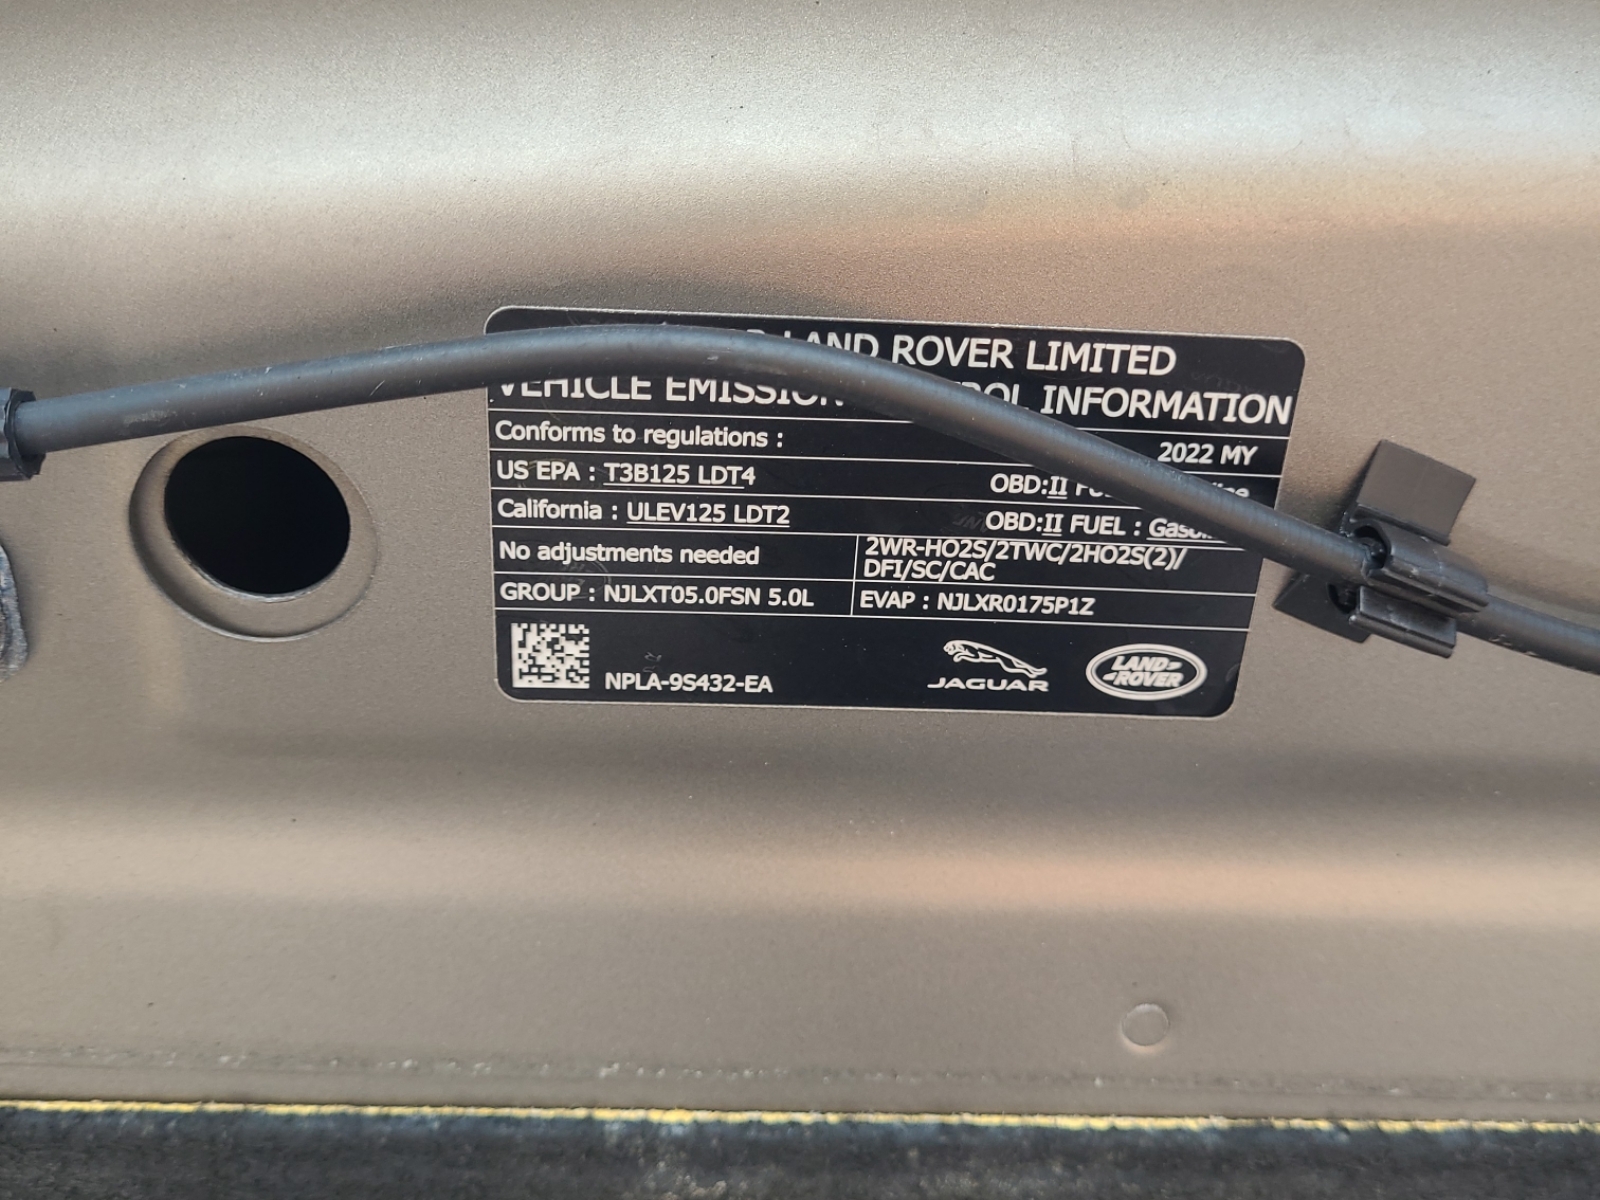 LAND ROVER LIMITED
VEHICLE EMISSION INFORMATION
Conforms to regulations : 2022 MY
US EPA : T3B125 LDT4 OBD:II
California : ULEV125 LDT2 OBD:II FUEL :
No adjustments needed 2WR-HO2S/2TWC/2HO2S(2)/
DFI/SC/CAC
GROUP : NJLXT05.0FSN 5.0L EVAP : NJLXR0175P1Z
NPLA-9S432-EA
JAGUAR
LAND
ROVER